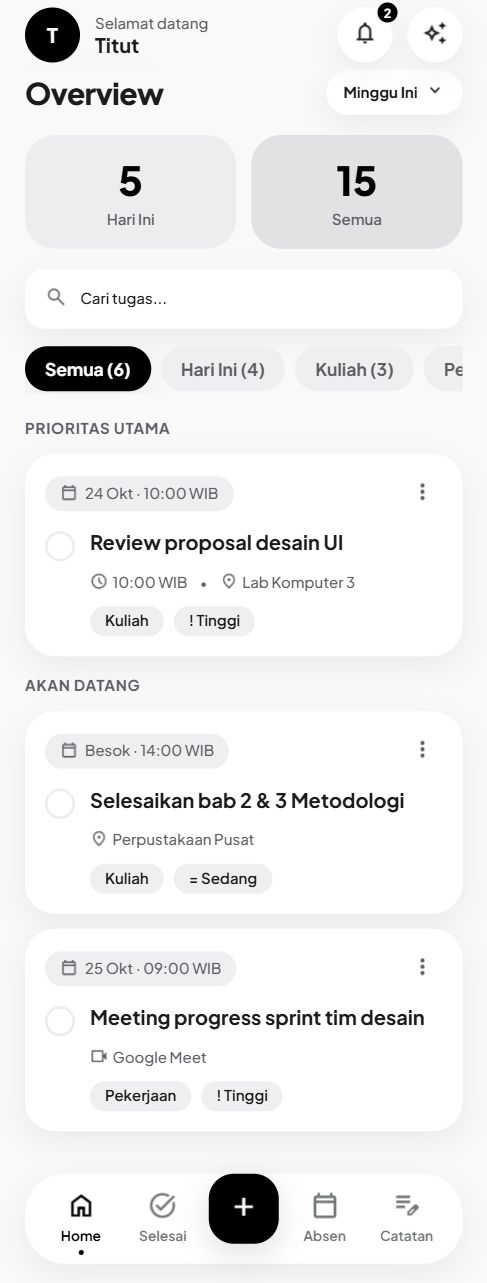 T
Selamat datang
Titut
2
Overview
Minggu Ini
5
Hari Ini
15
Semua
Cari tugas...
Semua (6)
Hari Ini (4)
Kuliah (3)
Pe
PRIORITAS UTAMA
24 Okt · 10:00 WIB
Review proposal desain UI
10:00 WIB • Lab Komputer 3
Kuliah
! Tinggi
AKAN DATANG
Besok · 14:00 WIB
Selesaikan bab 2 & 3 Metodologi
Perpustakaan Pusat
Kuliah
= Sedang
25 Okt · 09:00 WIB
Meeting progress sprint tim desain
Google Meet
Pekerjaan
! Tinggi
Home
Selesai
+
Absen
Catatan